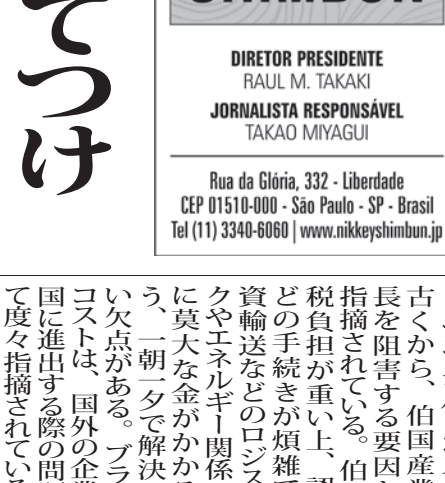 てつけ
SHIMBUN
DIRETOR PRESIDENTE
RAUL M. TAKAKI
JORNALISTA RESPONSÁVEL
TAKAO MIYAGUI
Rua da Glória, 332 - Liberdade
CEP 01510-000 - São Paulo - SP - Brasil
Tel (11) 3340-6060 | www.nikkeyshimbun.jp
古くから、伯国産業
長を阻害する要因
指摘されている。伯
税負担が重い上、認
どの手続きが煩雑で
資輸送などのロジス
クやエネルギー関係
に莫大な金がかかる
う、一朝一夕で解決
い欠点がある。ブラ
コストは、国外の企業
国に進出する際の問
て度々指摘されている